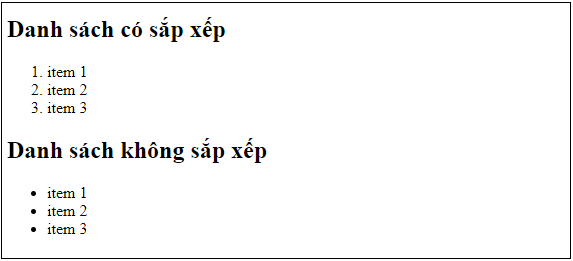 Danh sách có sắp xếp
1. item 1
2. item 2
3. item 3
Danh sách không sắp xếp
• item 1
• item 2
• item 3